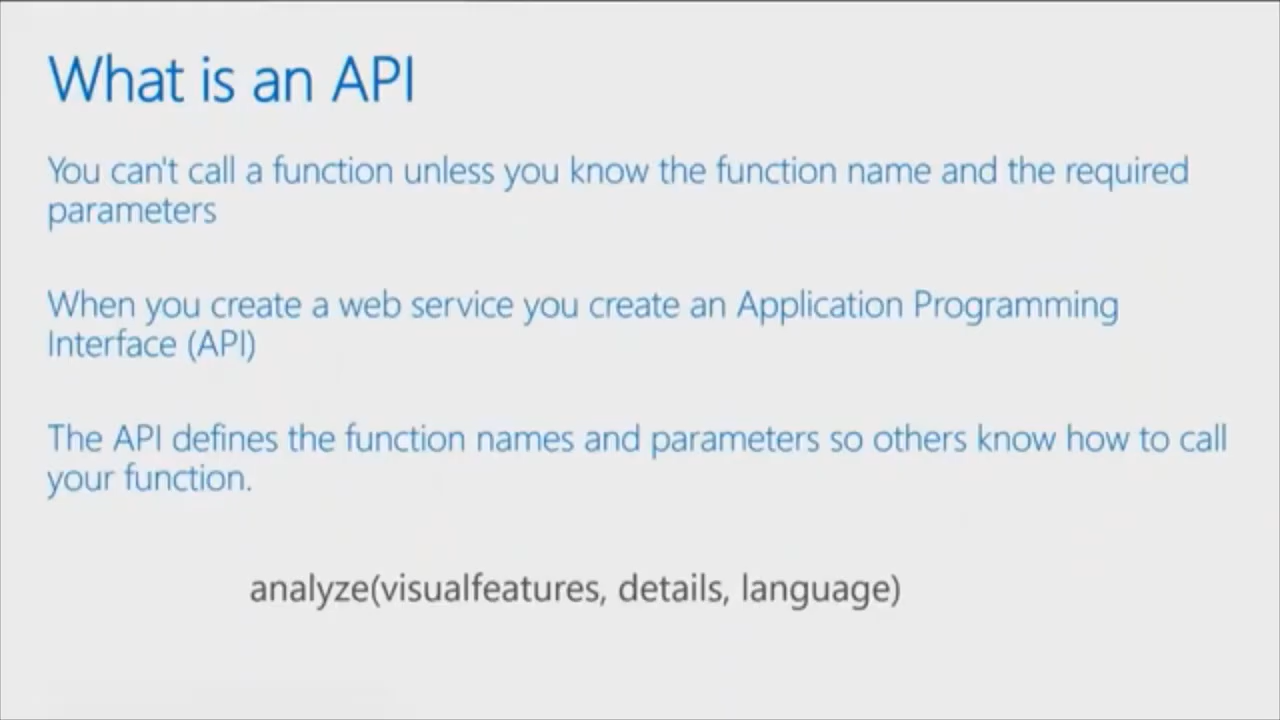 What is an API
You can't call a function unless you know the function name and the required
parameters
When you create a web service you create an Application Programming
Interface (API)
The API defines the function names and parameters so others know how to call
your function.
analyze(visualfeatures, details, language)